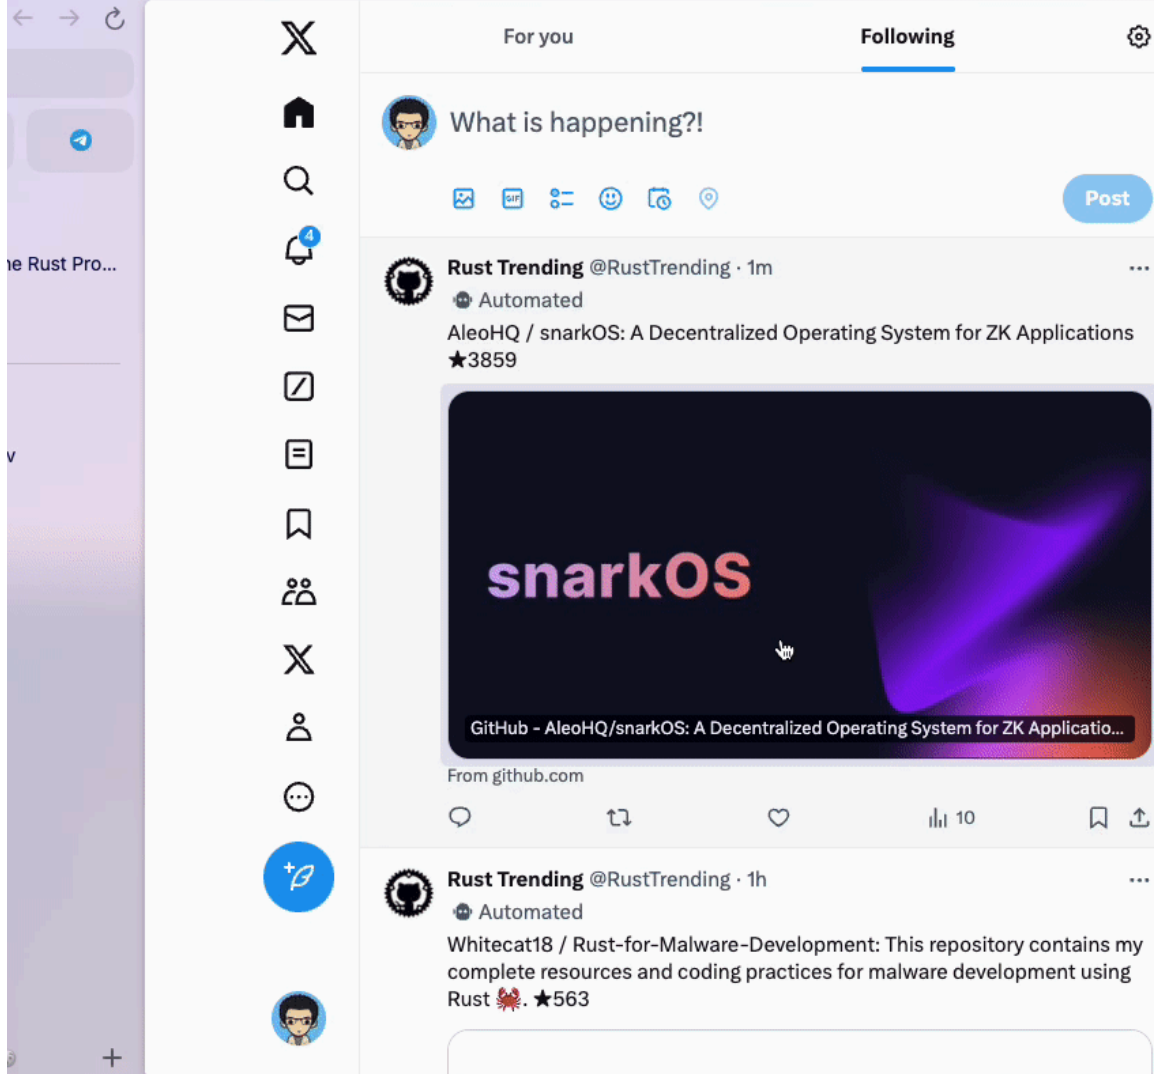 For you
Following
What is happening?!
GIF
Post
4
he Rust Pro...
v
Rust Trending @RustTrending · 1m
Automated
AleoHQ / snarkOS: A Decentralized Operating System for ZK Applications
★3859
snarkOS
GitHub - AleoHQ/snarkOS: A Decentralized Operating System for ZK Applicatio...
From github.com
10
Rust Trending @RustTrending · 1h
Automated
Whitecat18 / Rust-for-Malware-Development: This repository contains my
complete resources and coding practices for malware development using
Rust 🦀. ★563